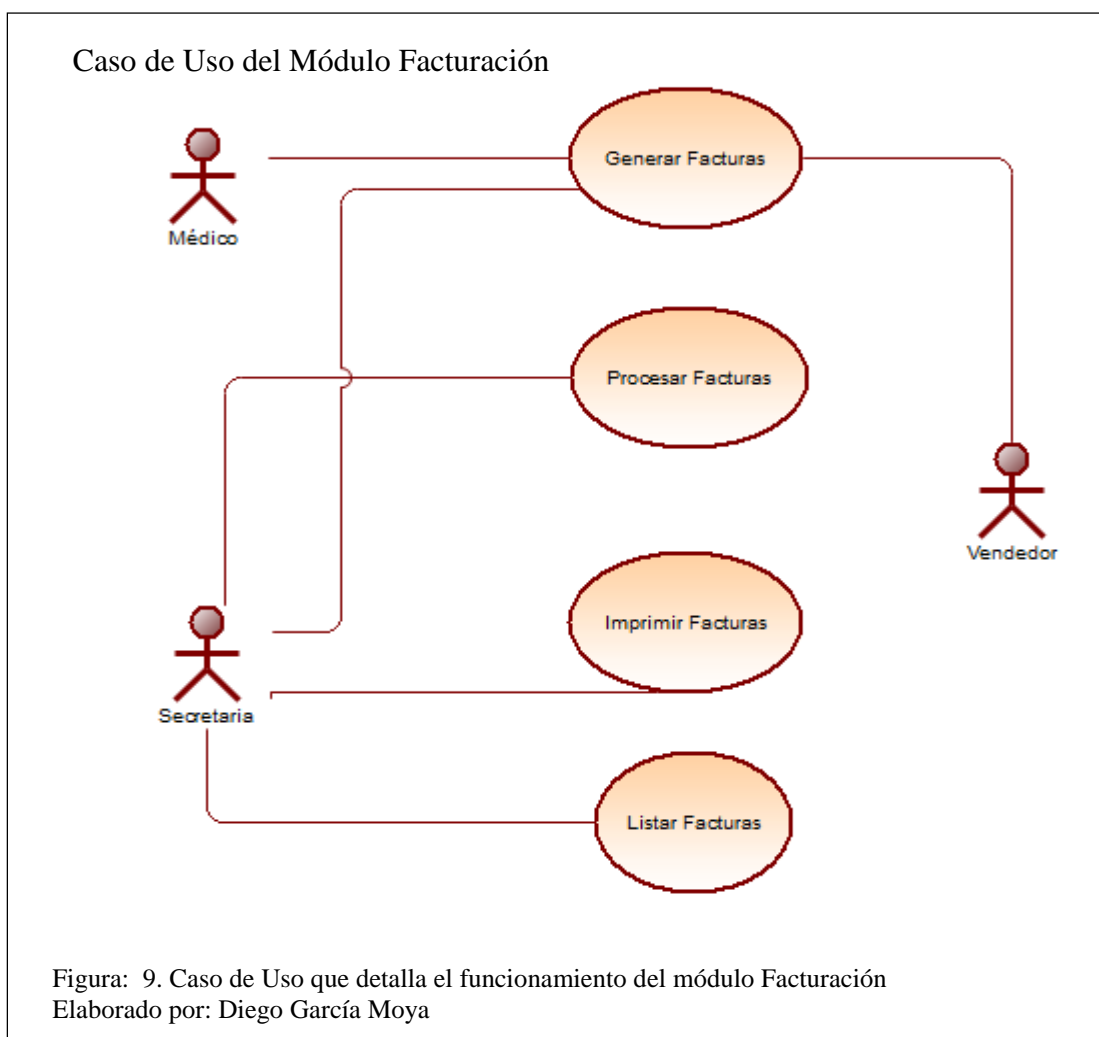 Caso de Uso del Módulo Facturación
Generar Facturas
Médico
Procesar Facturas
Vendedor
Imprimir Facturas
Secretaria
Listar Facturas
Figura: 9. Caso de Uso que detalla el funcionamiento del módulo Facturación
Elaborado por: Diego García Moya